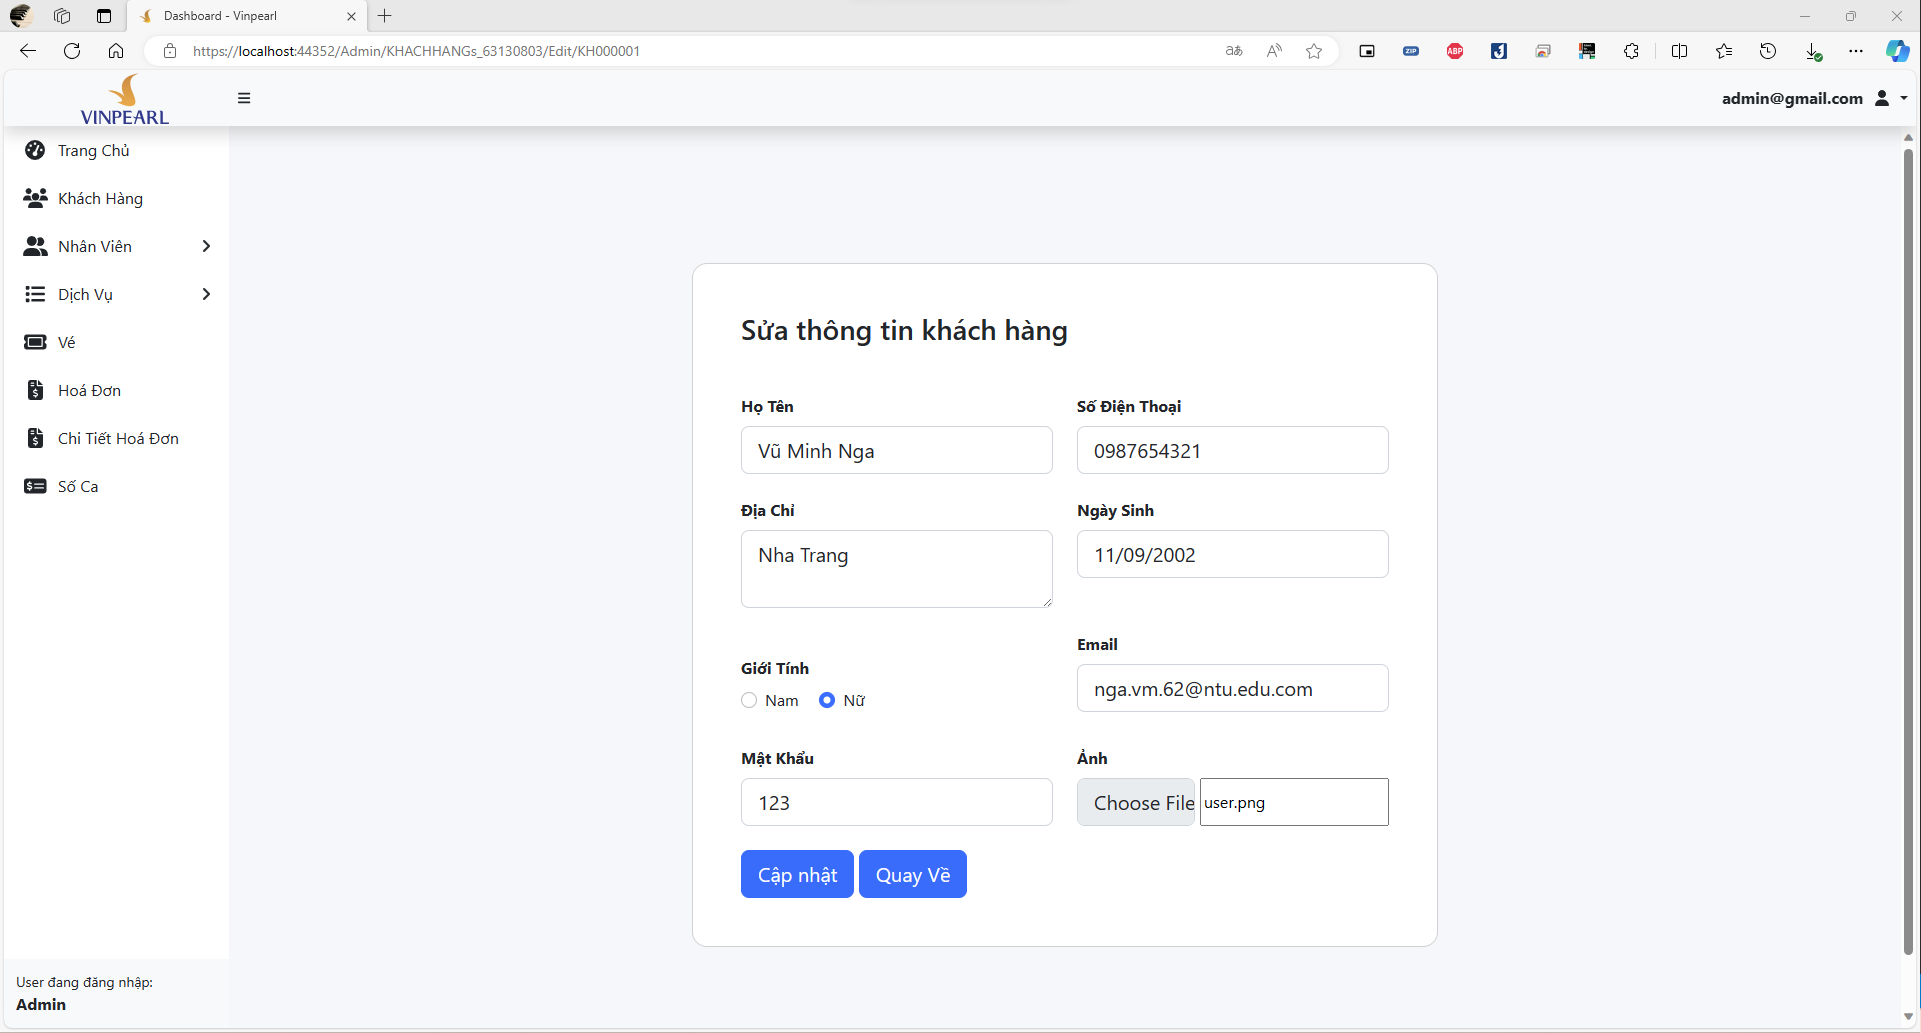 Dashboard - Vinpearl
https://localhost:44352/Admin/KHACHHANGs_63130803/Edit/KH000001
aあ
A
ZIP
ABP
VINPEARL
admin@gmail.com
Trang Chủ
Khách Hàng
Nhân Viên
Dịch Vụ
Vé
Hoá Đơn
Chi Tiết Hoá Đơn
Số Ca
Sửa thông tin khách hàng
Họ Tên
Số Điện Thoại
Vũ Minh Nga
0987654321
Địa Chỉ
Ngày Sinh
Nha Trang
11/09/2002
Email
Giới Tính
nga.vm.62@ntu.edu.com
Nam
Nữ
Mật Khẩu
Ảnh
123
Choose File
user.png
Cập nhật
Quay Về
User đang đăng nhập:
Admin